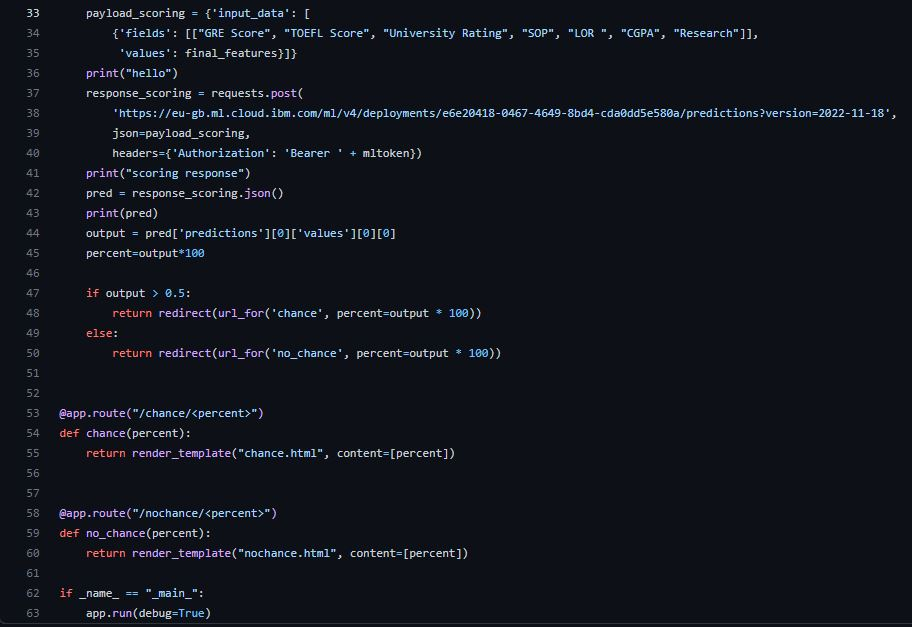 33 payload_scoring = {'input_data': [
34 {'fields': [["GRE Score", "TOEFL Score", "University Rating", "SOP", "LOR ", "CGPA", "Research"]],
35 'values': final_features}]}
36 print("hello")
37 response_scoring = requests.post(
38 'https://eu-gb.ml.cloud.ibm.com/ml/v4/deployments/e6e20418-0467-4649-8bd4-cda0dd5e580a/predictions?version=2022-11-18',
39 json=payload_scoring,
40 headers={'Authorization': 'Bearer ' + mltoken})
41 print("scoring response")
42 pred = response_scoring.json()
43 print(pred)
44 output = pred['predictions'][0]['values'][0][0]
45 percent=output*100
46
47 if output > 0.5:
48 return redirect(url_for('chance', percent=output * 100))
49 else:
50 return redirect(url_for('no_chance', percent=output * 100))
51
52
53 @app.route("/chance/<percent>")
54 def chance(percent):
55 return render_template("chance.html", content=[percent])
56
57
58 @app.route("/nochance/<percent>")
59 def no_chance(percent):
60 return render_template("nochance.html", content=[percent])
61
62 if _name_ == "_main_":
63 app.run(debug=True)